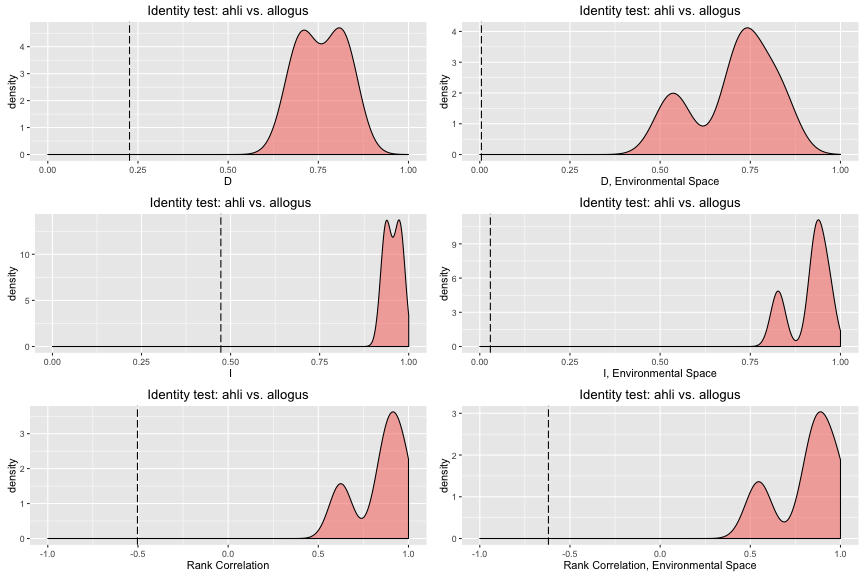 Identity test: ahli vs. allogus
density
4
3
2
1
0
0.00 0.25 0.50 0.75 1.00
D
Identity test: ahli vs. allogus
density
4
3
2
1
0
0.00 0.25 0.50 0.75 1.00
D, Environmental Space
Identity test: ahli vs. allogus
density
10
5
0
0.00 0.25 0.50 0.75 1.00
I
Identity test: ahli vs. allogus
density
9
6
3
0
0.00 0.25 0.50 0.75 1.00
I, Environmental Space
Identity test: ahli vs. allogus
density
3
2
1
0
-1.0 -0.5 0.0 0.5 1.0
Rank Correlation
Identity test: ahli vs. allogus
density
3
2
1
0
-1.0 -0.5 0.0 0.5 1.0
Rank Correlation, Environmental Space